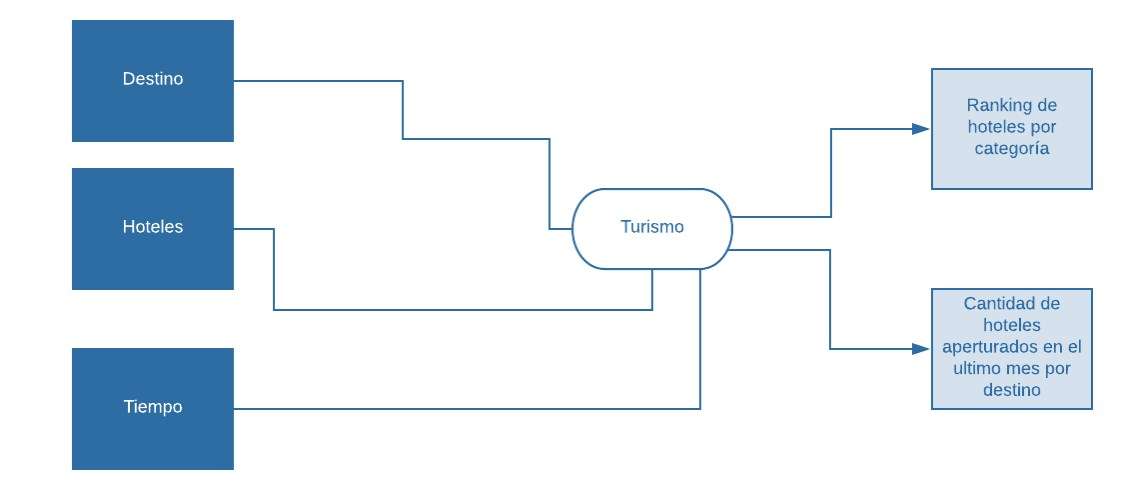 Destino
Hoteles
Tiempo
Turismo
Ranking de
hoteles por
categoría
Cantidad de
hoteles
aperturados en el
ultimo mes por
destino